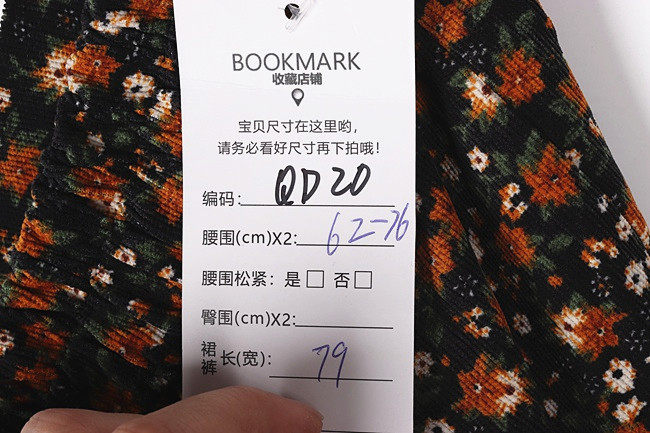 BOOKMARK
收藏店铺
宝贝尺寸在这里哟，
请务必看好尺寸再下拍哦！
编码： QD20
腰围(cm)X2: 62-76
腰围松紧：是□ 否□
臀围(cm)X2:
裙裤长(宽): 79